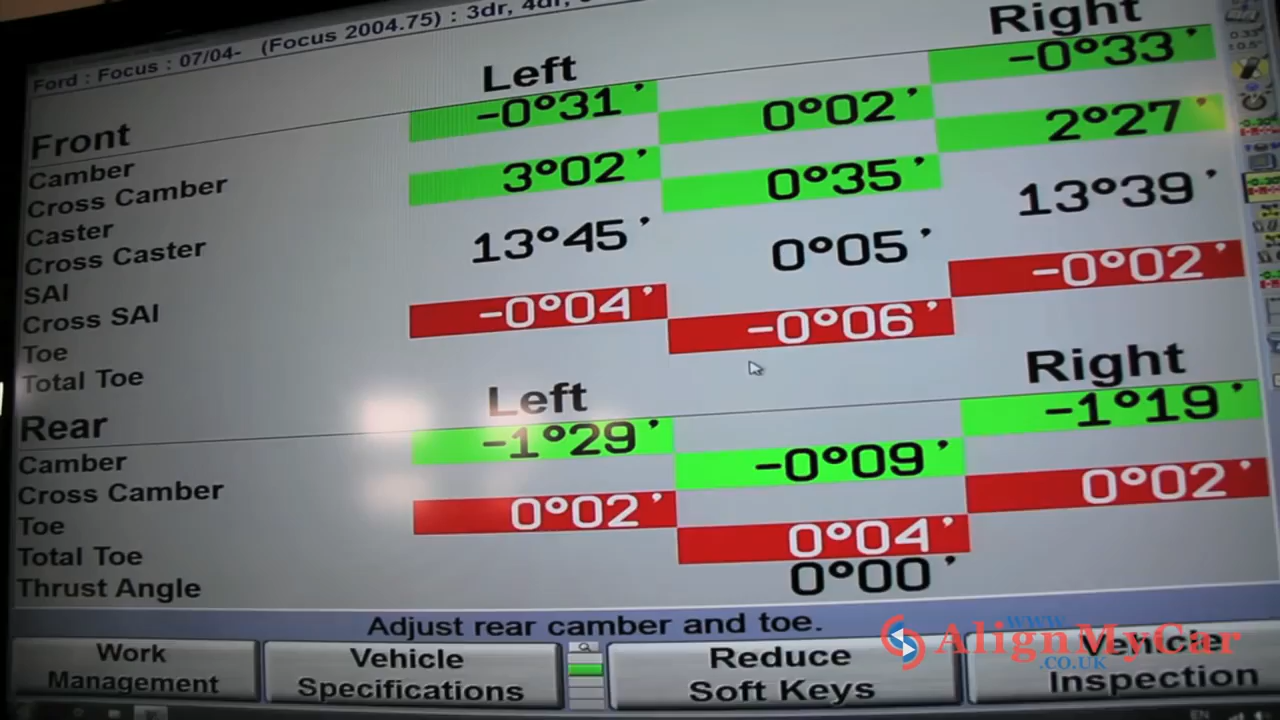 Ford : Focus : 07/04- (Focus 2004.75) : 3dr, 4dr,
Left Right
Front
Camber -0°31' -0°33'
Cross Camber 0°02'
Caster 3°02' 2°27'
Cross Caster 0°35'
SAI 13°45' 13°39'
Cross SAI 0°05'
Toe -0°04' -0°02'
Total Toe -0°06'
Left Right
Rear
Camber -1°29' -1°19'
Cross Camber -0°09'
Toe 0°02' 0°02'
Total Toe 0°04'
Thrust Angle 0°00'
Adjust rear camber and toe.
Work
Management
Vehicle
Specifications
Reduce
Soft Keys
Vehicle
Inspection
WWW
AlignMyCar
.CO.UK